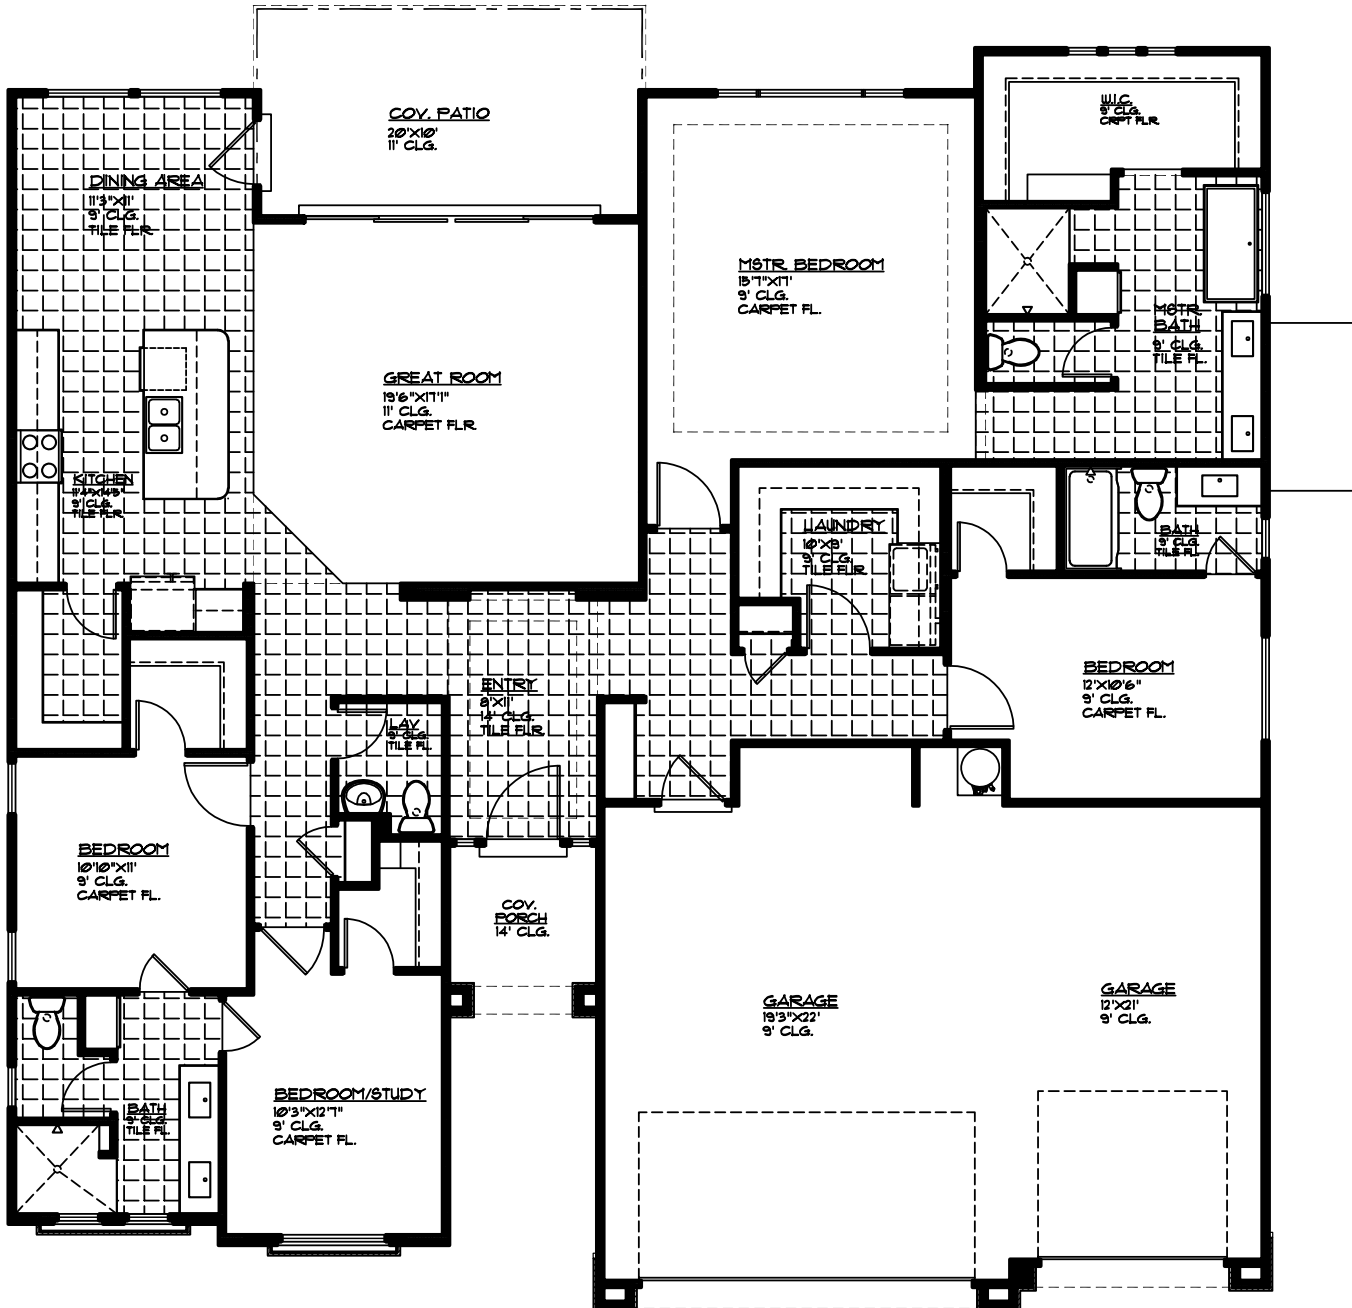 COV. PATIO
20'X10'
11' CLG.
W.I.C.
9' CLG.
CRPT FLR.
DINING AREA
11'3"X11'
9' CLG.
TILE FLR.
MSTR. BEDROOM
15'7"X17'
9' CLG.
CARPET FL.
MSTR.
BATH
9' CLG.
TILE FL.
GREAT ROOM
19'6"X17'1"
11' CLG.
CARPET FLR.
KITCHEN
9' CLG.
TILE FLR.
LAUNDRY
10'X9'
9' CLG.
TILE FLR.
BATH
9' CLG.
TILE FL.
ENTRY
8'X11'
14' CLG.
TILE FLR.
BEDROOM
12'X10'6"
9' CLG.
CARPET FL.
LAV.
9' CLG.
TILE FL.
BEDROOM
10'10"X11'
9' CLG.
CARPET FL.
COV.
PORCH
14' CLG.
GARAGE
19'3"X22'
9' CLG.
GARAGE
12'X21'
9' CLG.
BATH
9' CLG.
TILE FL.
BEDROOM/STUDY
10'3"X12'7"
9' CLG.
CARPET FL.